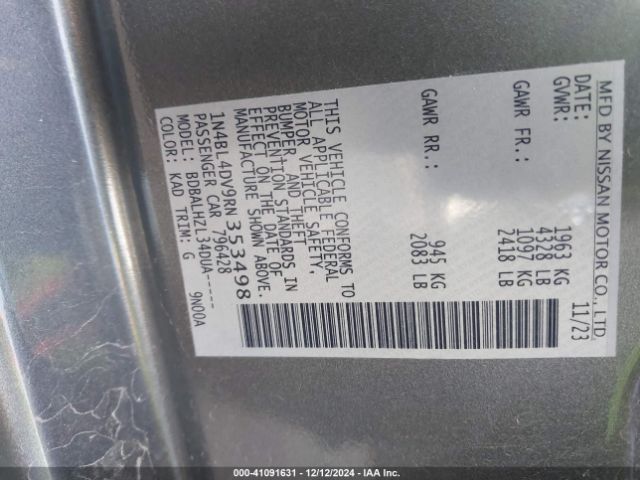 MFD BY NISSAN MOTOR CO., LTD
DATE: 11/23
GVWR: 1963 KG
4328 LB
GAWR FR.: 1097 KG
2418 LB
GAWR RR.: 945 KG
2083 LB
THIS VEHICLE CONFORMS TO
ALL APPLICABLE FEDERAL
MOTOR VEHICLE SAFETY,
BUMPER, AND THEFT
PREVENTION STANDARDS IN
EFFECT ON THE DATE OF
MANUFACTURE SHOWN ABOVE.
1N4BL4DV9RN353498
PASSENGER CAR 796428
MODEL: BDBALHZL34DUA-----
COLOR: KAD TRIM: G 9N00A
000-41091631 - 12/12/2024 - IAA Inc.